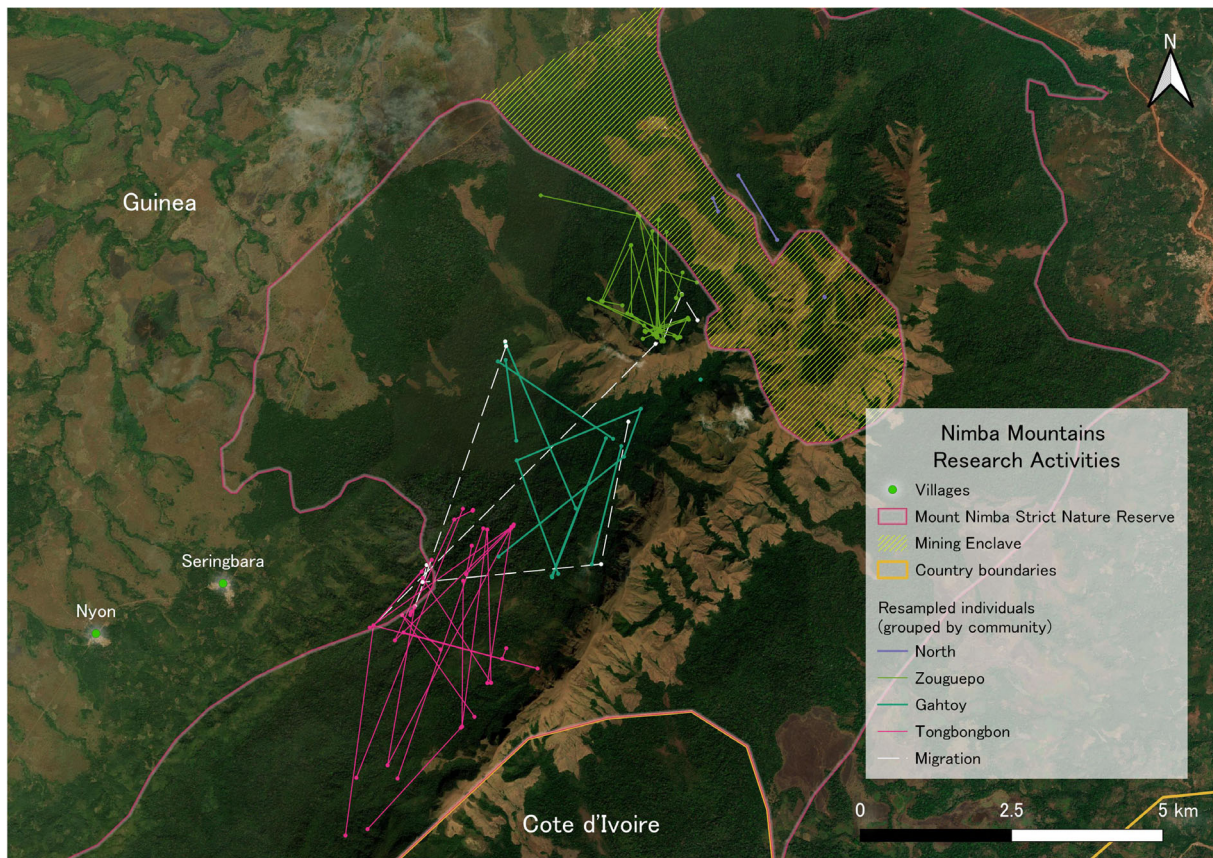 N
Guinea
Seringbara
Nyon
Cote d'Ivoire
Nimba Mountains
Research Activities
Villages
Mount Nimba Strict Nature Reserve
Mining Enclave
Country boundaries
Resampled individuals
(grouped by community)
North
Zouguepo
Gahtoy
Tongbongbon
Migration
0 2.5 5 km